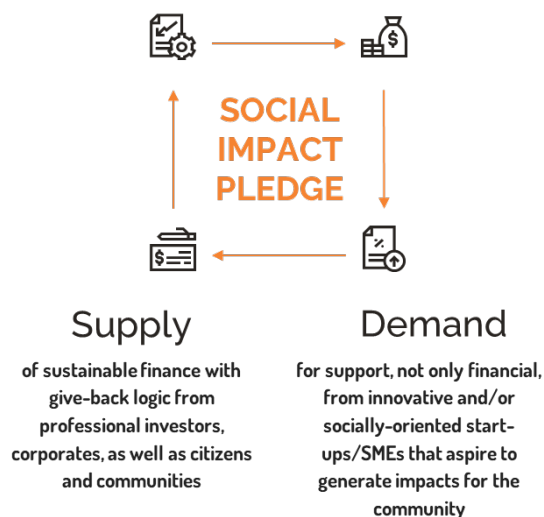 SOCIAL
IMPACT
PLEDGE
Supply
of sustainable finance with
give-back logic from
professional investors,
corporates, as well as citizens
and communities
Demand
for support, not only financial,
from innovative and/or
socially-oriented start-
ups/SMEs that aspire to
generate impacts for the
community